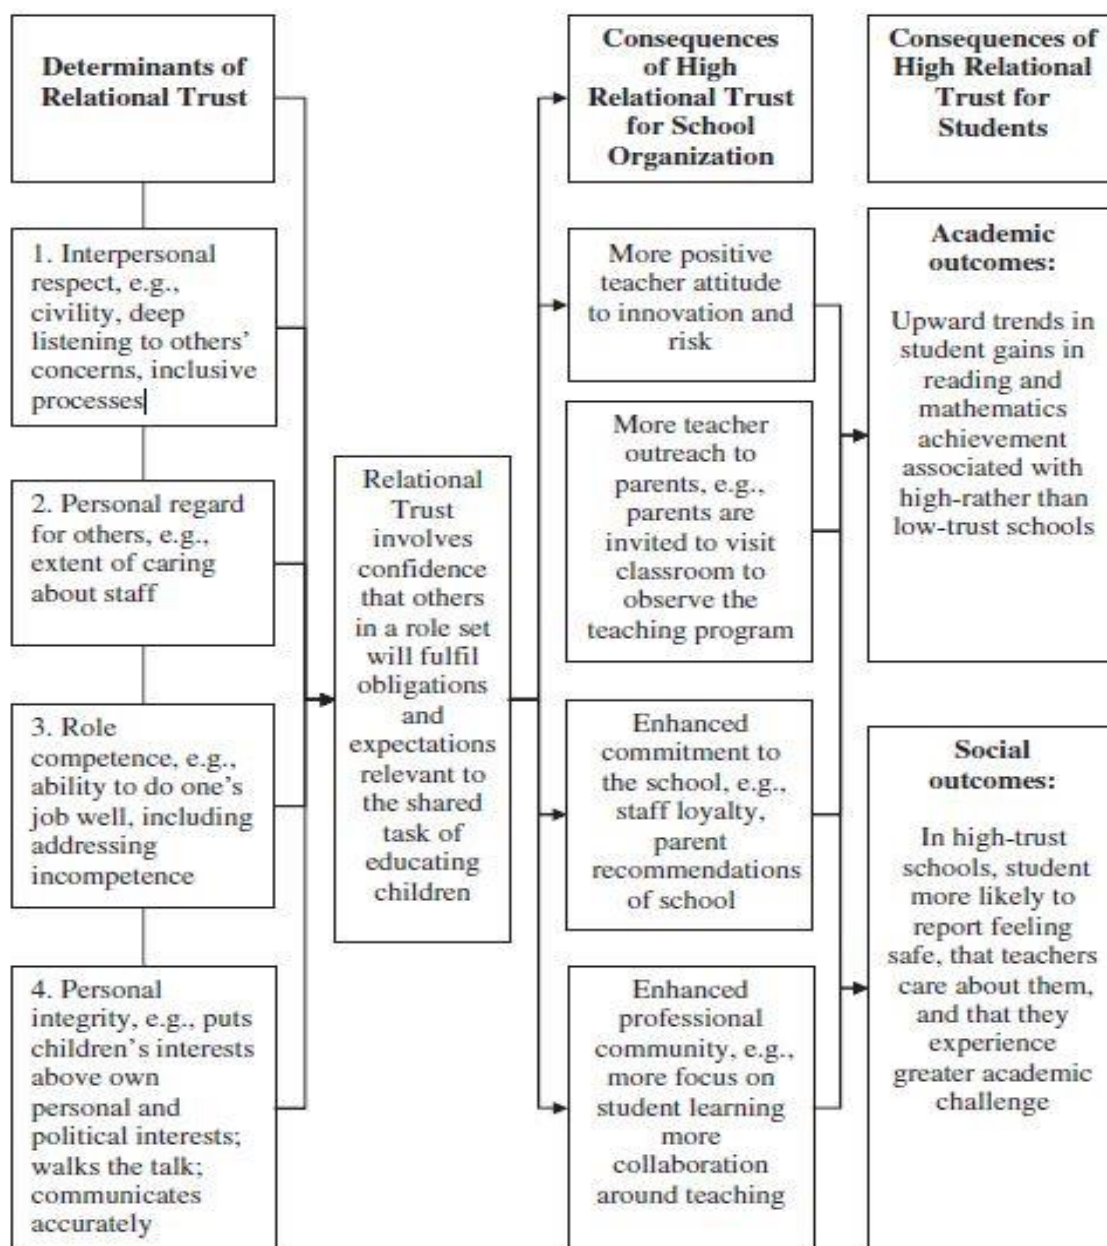 Determinants of
Relational Trust
1. Interpersonal
respect, e.g.,
civility, deep
listening to others’
concerns, inclusive
processes
2. Personal regard
for others, e.g.,
extent of caring
about staff
3. Role
competence, e.g.,
ability to do one’s
job well, including
addressing
incompetence
4. Personal
integrity, e.g., puts
children’s interests
above own
personal and
political interests;
walks the talk;
communicates
accurately
Relational
Trust
involves
confidence
that others
in a role set
will fulfil
obligations
and
expectations
relevant to
the shared
task of
educating
children
Consequences
of High
Relational Trust
for School
Organization
More positive
teacher attitude
to innovation and
risk
More teacher
outreach to
parents, e.g.,
parents are
invited to visit
classroom to
observe the
teaching program
Enhanced
commitment to
the school, e.g.,
staff loyalty,
parent
recommendations
of school
Enhanced
professional
community, e.g.,
more focus on
student learning
more
collaboration
around teaching
Consequences of
High Relational
Trust for
Students
Academic
outcomes:
Upward trends in
student gains in
reading and
mathematics
achievement
associated with
high-rather than
low-trust schools
Social
outcomes:
In high-trust
schools, student
more likely to
report feeling
safe, that teachers
care about them,
and that they
experience
greater academic
challenge